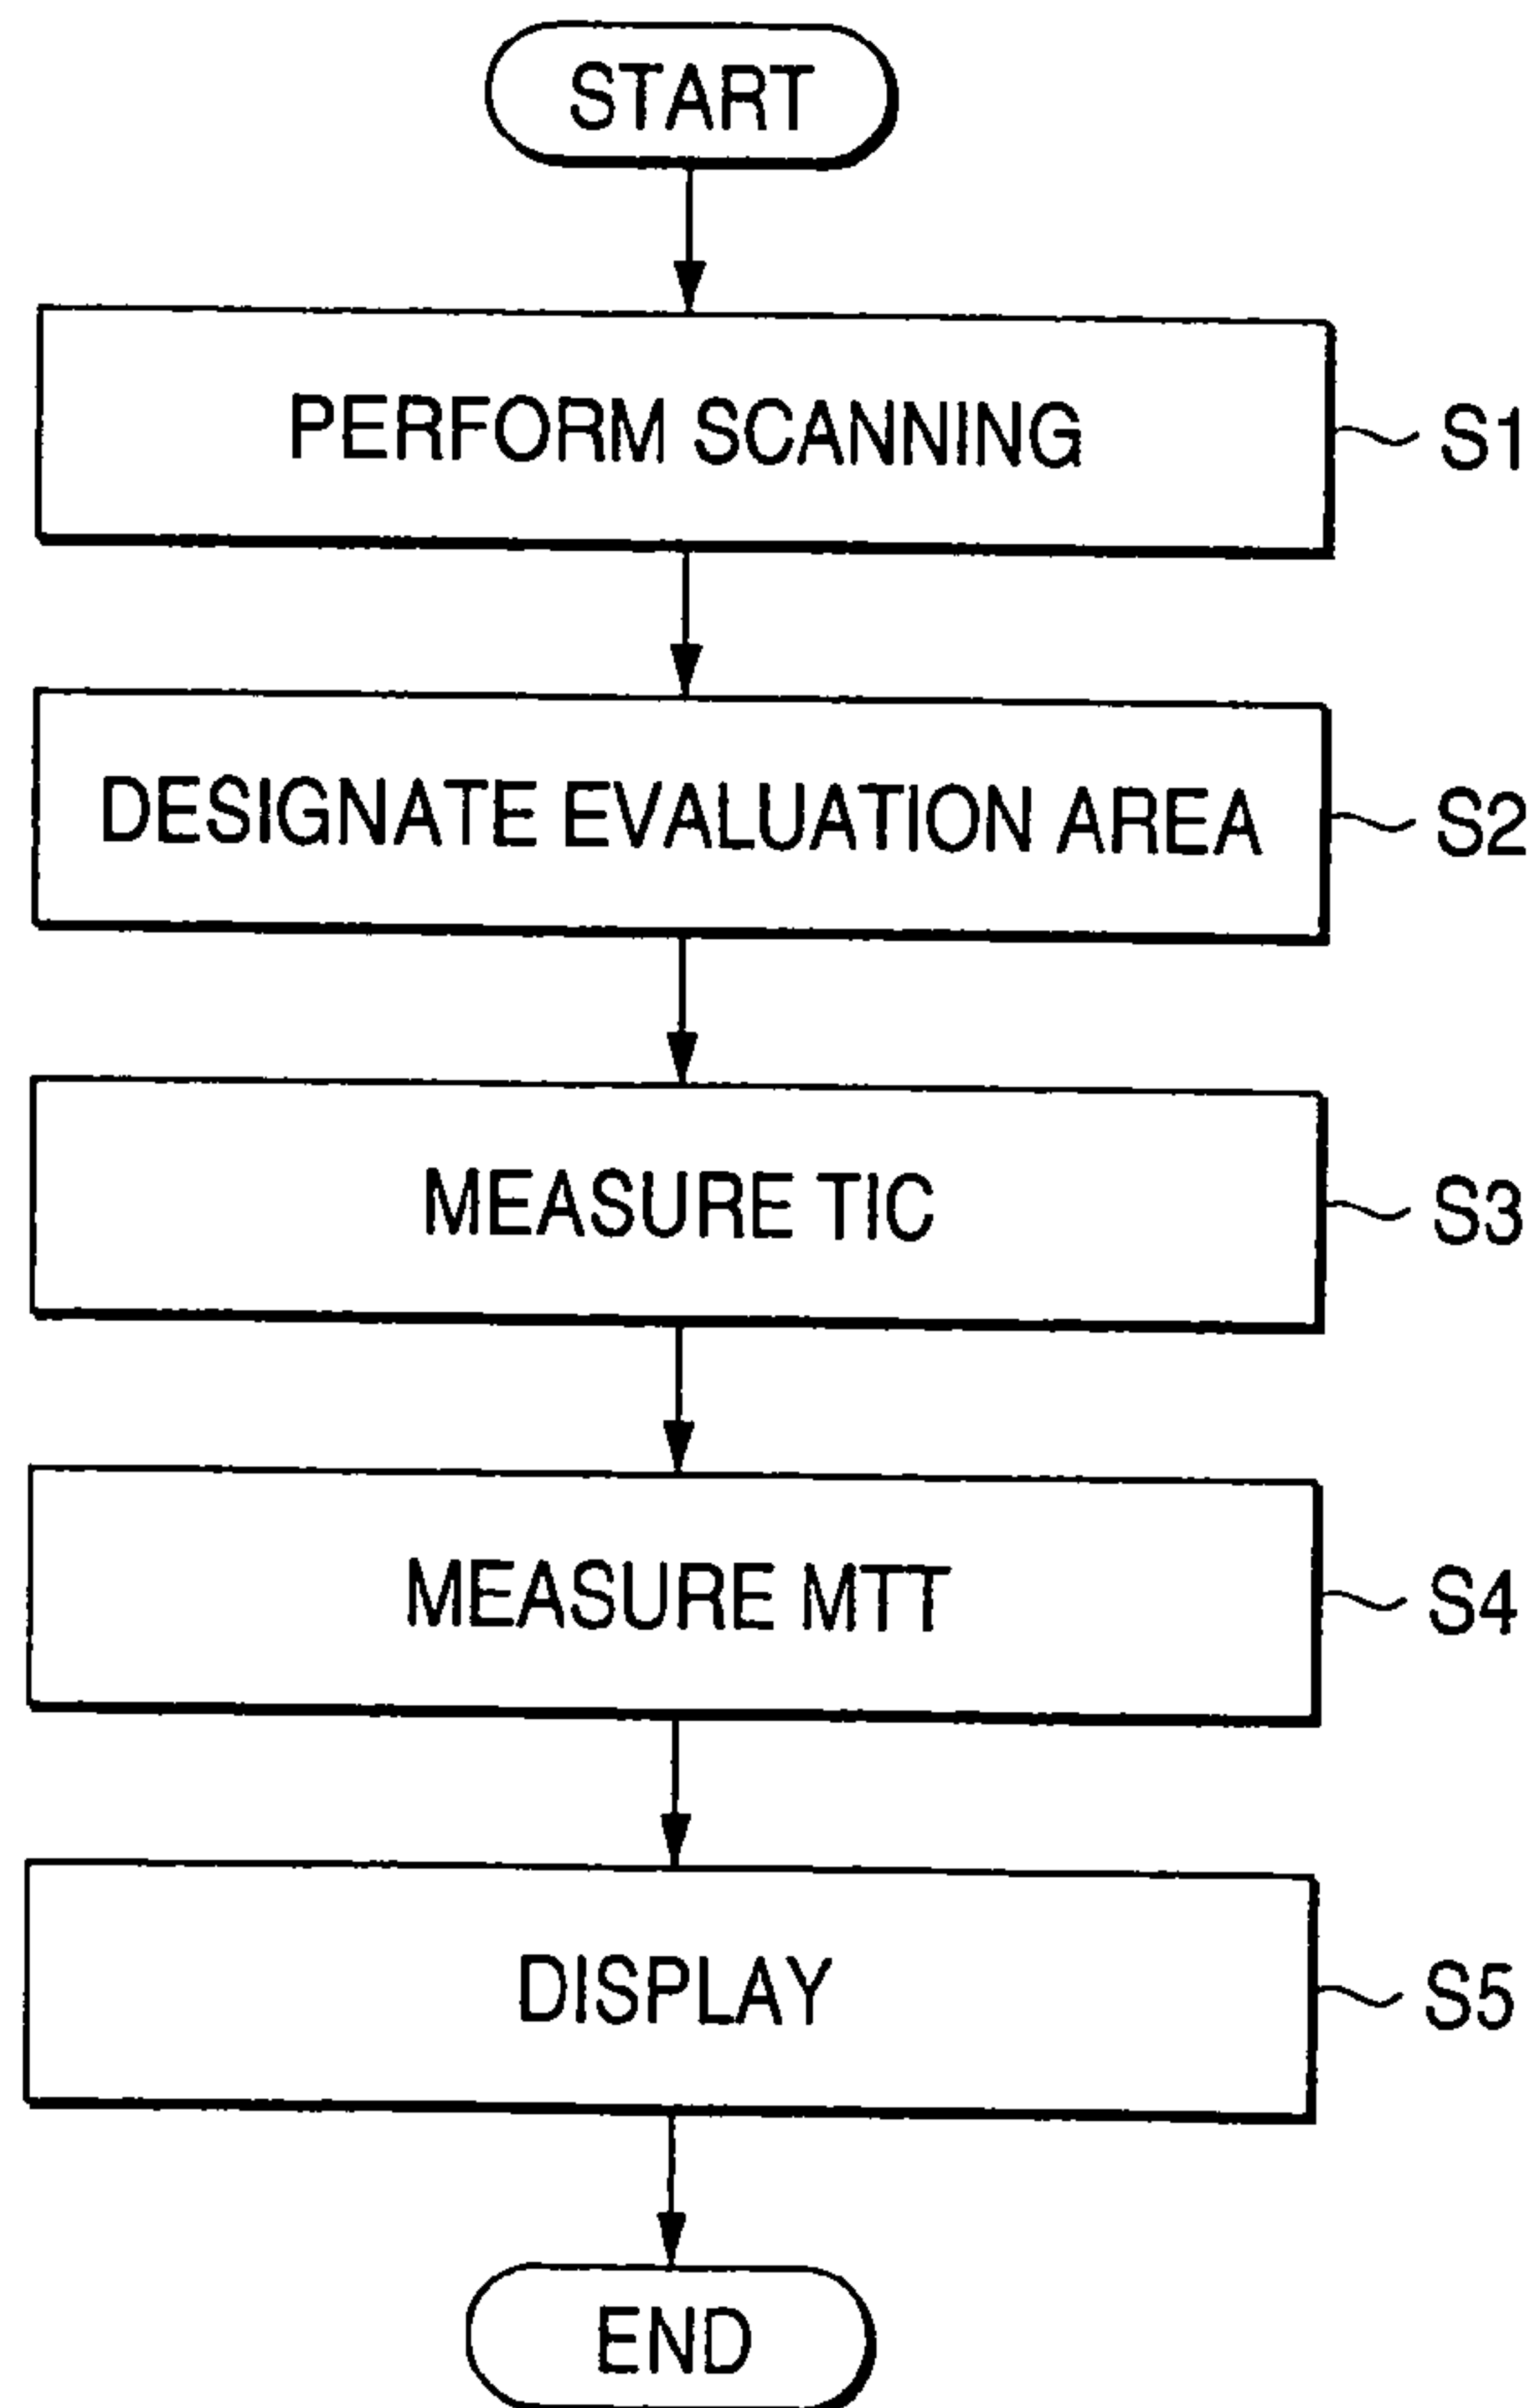 START
PERFORM SCANNING
S1
DESIGNATE EVALUATION AREA
S2
MEASURE TIC
S3
MEASURE MTT
S4
DISPLAY
S5
END